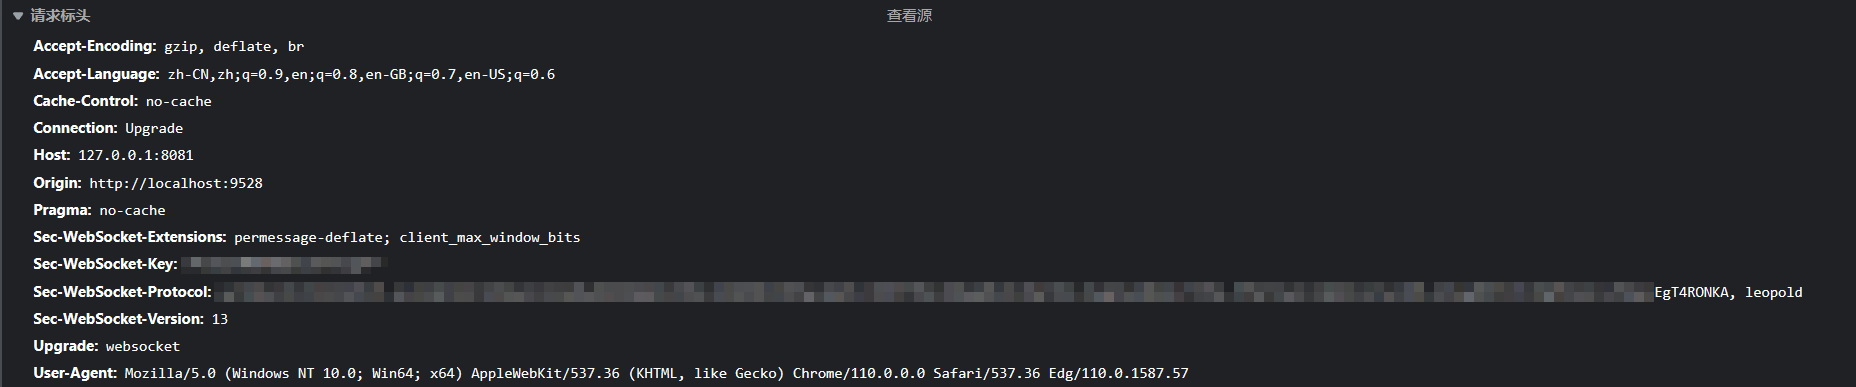 请求标头 查看源
Accept-Encoding: gzip, deflate, br
Accept-Language: zh-CN,zh;q=0.9,en;q=0.8,en-GB;q=0.7,en-US;q=0.6
Cache-Control: no-cache
Connection: Upgrade
Host: 127.0.0.1:8081
Origin: http://localhost:9528
Pragma: no-cache
Sec-WebSocket-Extensions: permessage-deflate; client_max_window_bits
Sec-WebSocket-Key:
Sec-WebSocket-Protocol: EgT4RONKA, leopold
Sec-WebSocket-Version: 13
Upgrade: websocket
User-Agent: Mozilla/5.0 (Windows NT 10.0; Win64; x64) AppleWebKit/537.36 (KHTML, like Gecko) Chrome/110.0.0.0 Safari/537.36 Edg/110.0.1587.57